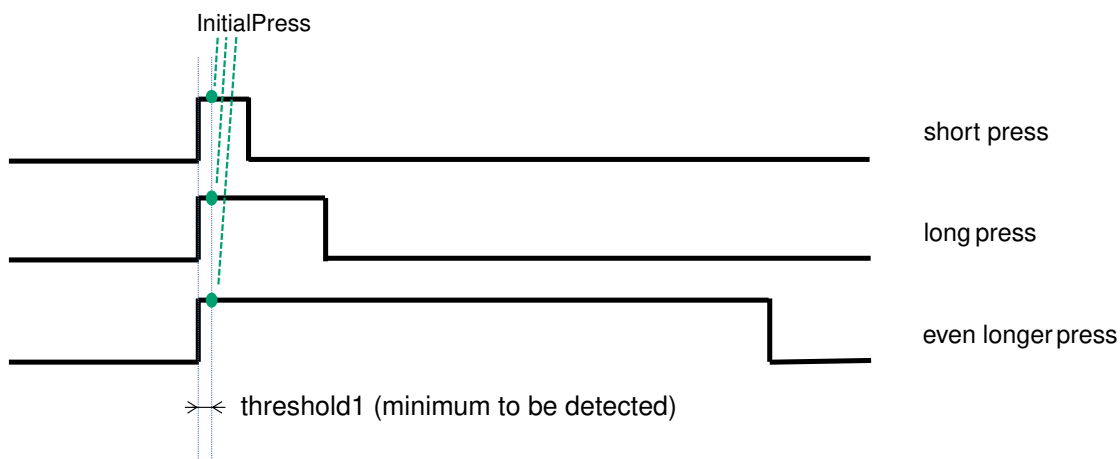 InitialPress
short press
long press
even longer press
threshold1 (minimum to be detected)